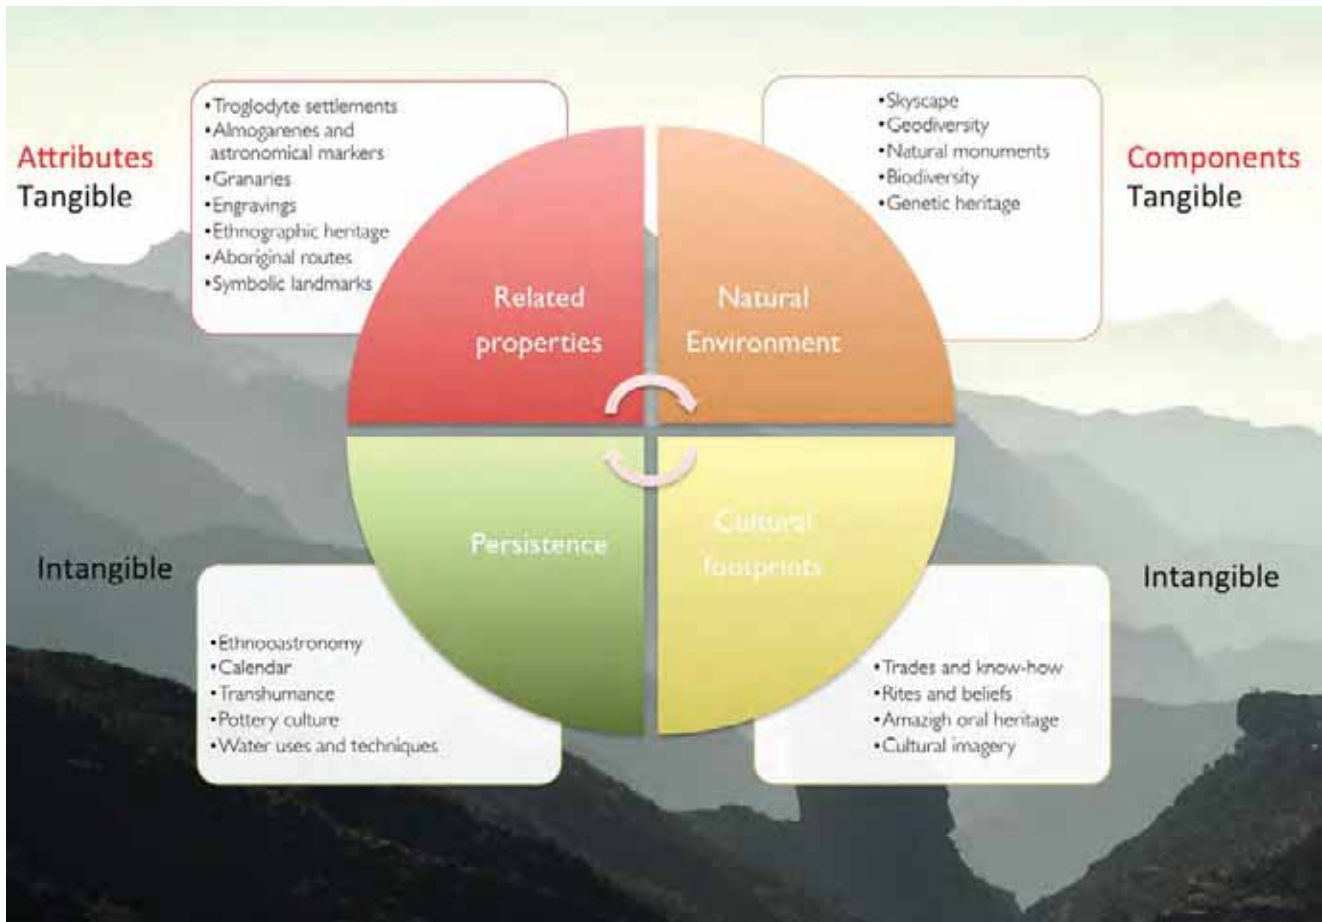 Attributes
Tangible
•Troglodyte settlements
•Almogarenes and
astronomical markers
•Granaries
•Engravings
•Ethnographic heritage
•Aboriginal routes
•Symbolic landmarks
Related
properties
Natural
Environment
•Skyscape
•Geodiversity
•Natural monuments
•Biodiversity
•Genetic heritage
Components
Tangible
Intangible
•Ethnooastronomy
•Calendar
•Transhumance
•Pottery culture
•Water uses and techniques
Persistence
Cultural
footprints
•Trades and know-how
•Rites and beliefs
•Amazigh oral heritage
•Cultural imagery
Intangible